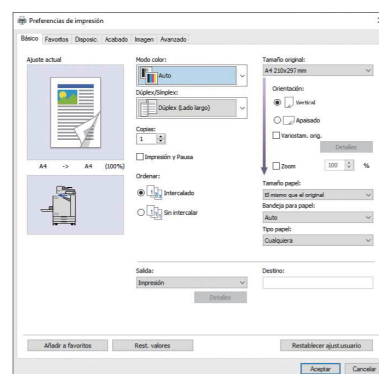 Preferencias de impresión
Básico Favoritos Disposic. Acabado Imagen Avanzado
Ajuste actual
A4 -> A4 (100%)
Modo color:
Auto
Dúplex/Símplex:
Dúplex (Lado largo)
Copias:
1
Impresión y Pausa
Ordenar:
Intercalado
Sin intercalar
Tamaño original:
A4 210x297 mm
Orientación:
Vertical
Apaisado
Variostam. orig.
Detalles
Zoom 100 %
Tamaño papel:
El mismo que el original
Bandeja para papel:
Auto
Tipo papel:
Cualquiera
Salida:
Impresión
Detalles
Destino:
Añadir a favoritos Rest. valores Restablecer ajust.usuario
Aceptar Cancelar